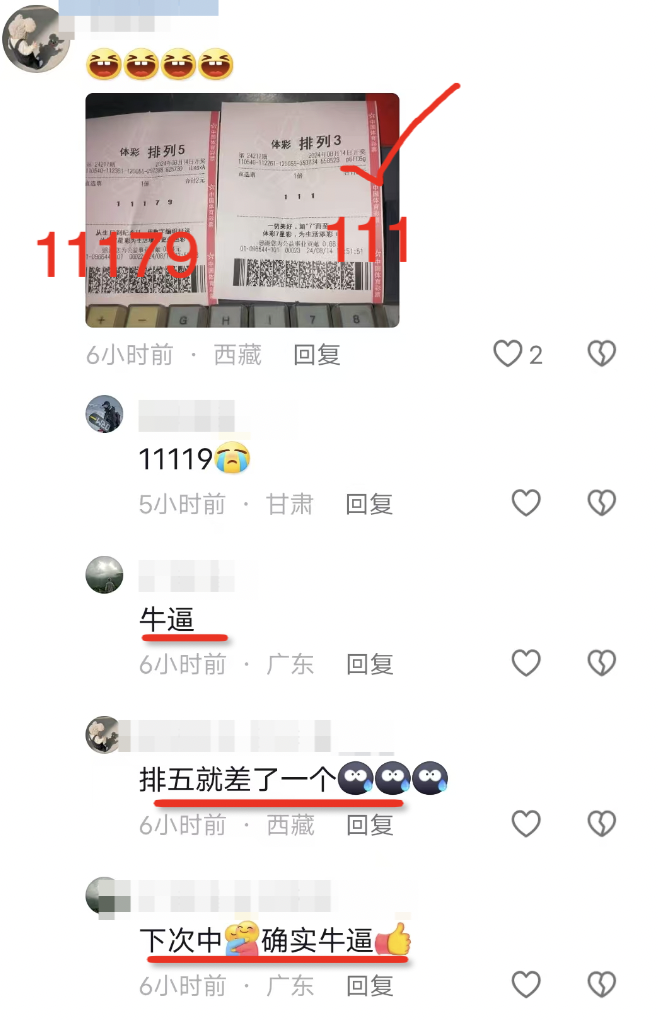 体彩 排列5
体彩 排列3
直选票
1 1 1 7 9
1 1 1
11179
111
6小时前 · 西藏 回复 2
11119
5小时前 · 甘肃 回复
牛逼
6小时前 · 广东 回复
排五就差了一个
6小时前 · 西藏 回复
下次中 确实牛逼
6小时前 · 广东 回复